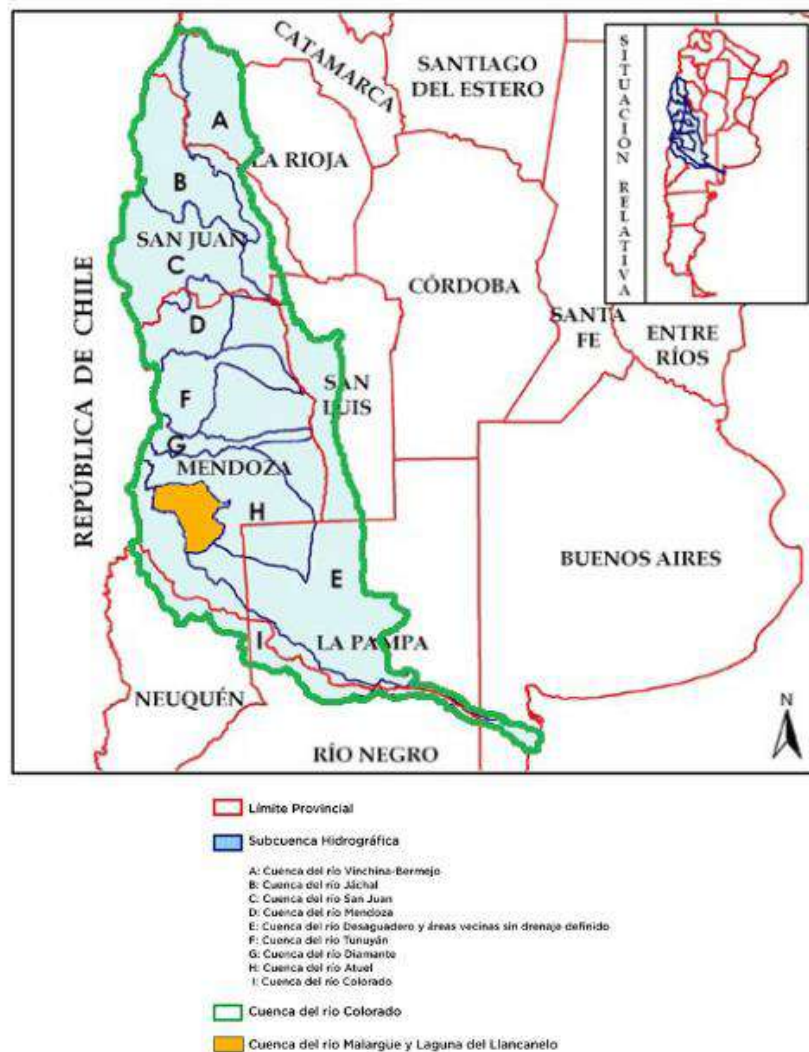 CATAMARCA
SANTIAGO
DEL ESTERO
SITUACIÓN RELATIVA
A
LA RIOJA
B
SAN JUAN
C
CÓRDOBA
SANTA
FE
ENTRE
RÍOS
D
REPÚBLICA DE CHILE
SAN
LUIS
F
G
MENDOZA
H
BUENOS AIRES
E
I
LA PAMPA
NEUQUÉN
N
RÍO NEGRO
Límite Provincial
Subcuenca Hidrográfica
A: Cuenca del río Vinchina-Bermejo
B: Cuenca del río Jáchal
C: Cuenca del río San Juan
D: Cuenca del río Mendoza
E: Cuenca del río Desaguadero y áreas vecinas sin drenaje definido
F: Cuenca del río Tunuyán
G: Cuenca del río Diamante
H: Cuenca del río Atuel
I: Cuenca del río Colorado
Cuenca del río Colorado
Cuenca del río Malargüe y Laguna del Llancanelo